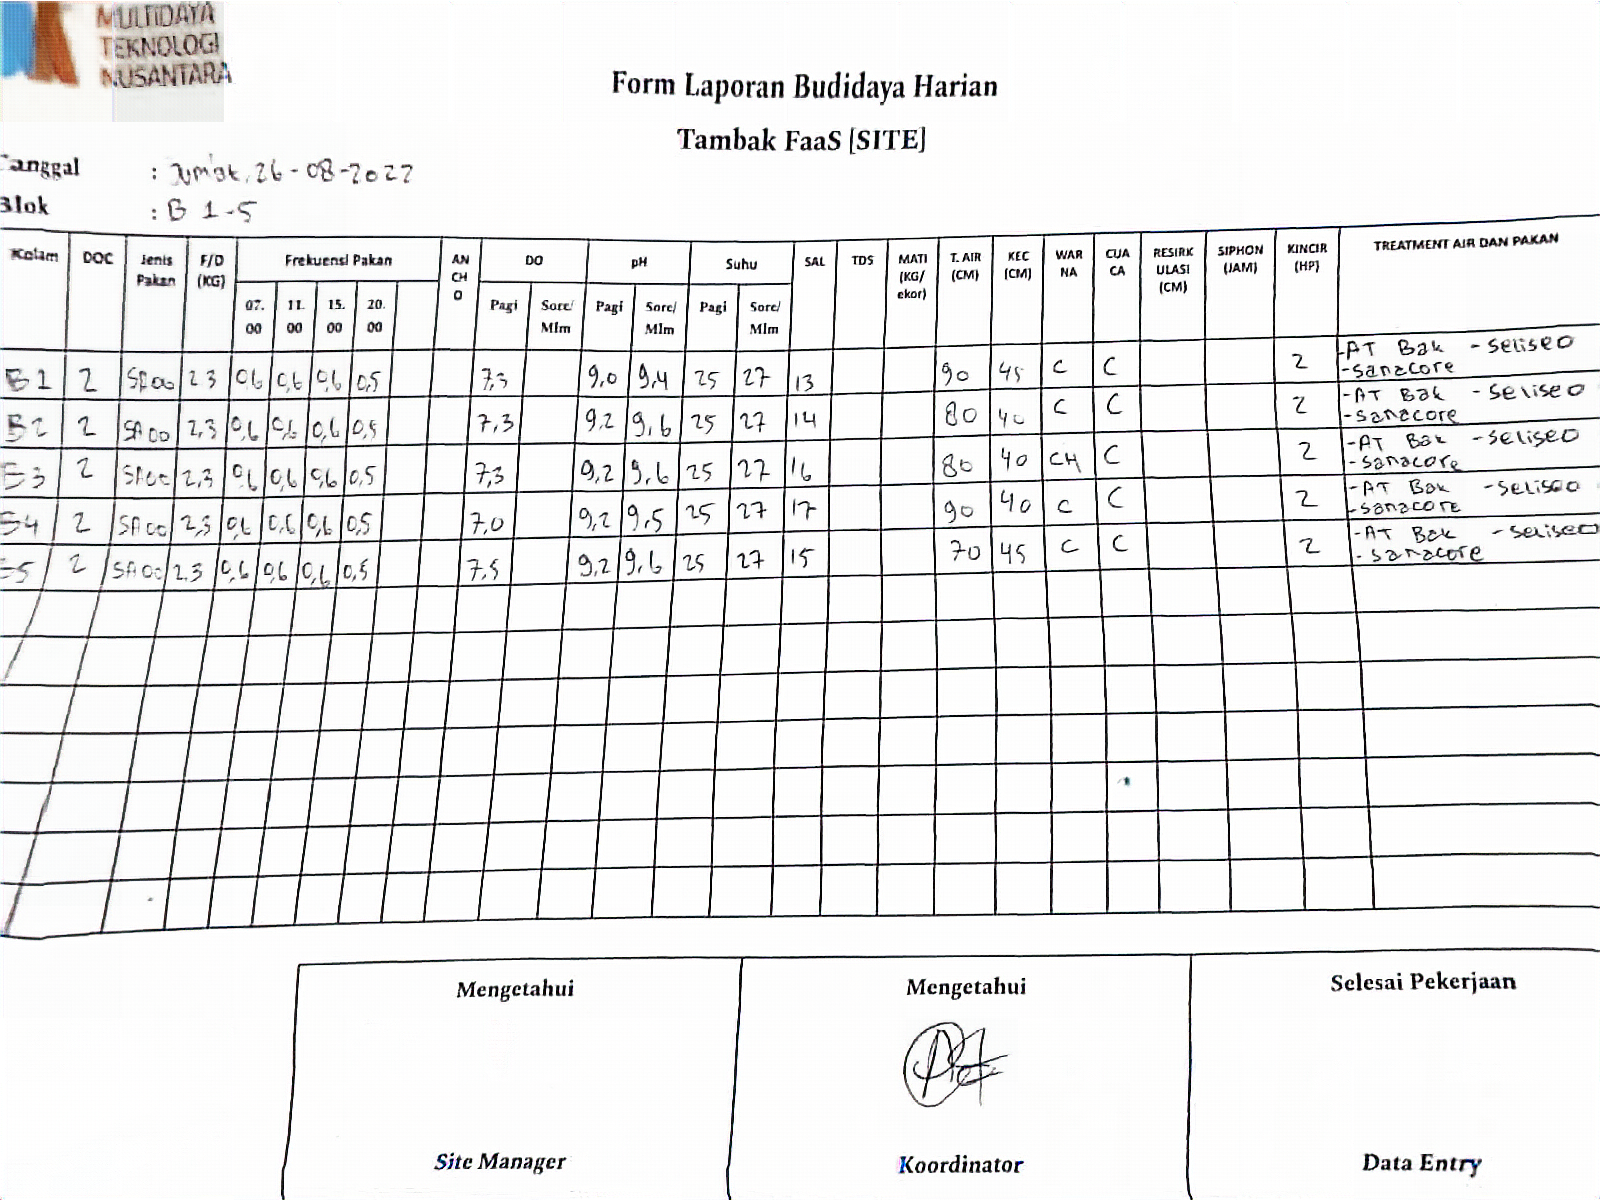 MULTIDAYA
TEKNOLOGI
NUSANTARA
Form Laporan Budidaya Harian
Tambak FaaS [SITE]
Tanggal : Jum'at, 26-08-2022
Blok : B 1-5
Kolam DOC Jenis Pakan F/D (KG) Frekuensi Pakan ANCHO DO pH Suhu SAL TDS MATI (KG/ekor) T. AIR (CM) KEC (CM) WARNA CUACA RESIRKULASI (CM) SIPHON (JAM) KINCIR (HP) TREATMENT AIR DAN PAKAN
07.00 11.00 15.00 20.00 Pagi Sore/Mlm Pagi Sore/Mlm Pagi Sore/Mlm
B1 2 SA00 2,3 0,6 0,6 0,6 0,5 7,3 9,0 9,4 25 27 13 90 45 C C 2 -AT Bak -Seliseo
-sanacore
B2 2 SA00 2,3 0,6 0,6 0,6 0,5 7,3 9,2 9,6 25 27 14 80 40 C C 2 -AT Bak -seliseo
-sanacore
B3 2 SA00 2,3 0,6 0,6 0,6 0,5 7,3 9,2 9,6 25 27 16 80 40 CH C 2 -AT Bak -seliseo
-sanacore
B4 2 SA00 2,3 0,6 0,6 0,6 0,5 7,0 9,2 9,5 25 27 17 90 40 C C 2 -AT Bak -seliseo
-sanacore
B5 2 SA00 2,3 0,6 0,6 0,6 0,5 7,5 9,2 9,6 25 27 15 70 45 C C 2 -AT Bak -seliseo
-sanacore
Mengetahui Mengetahui Selesai Pekerjaan
Site Manager Koordinator Data Entry